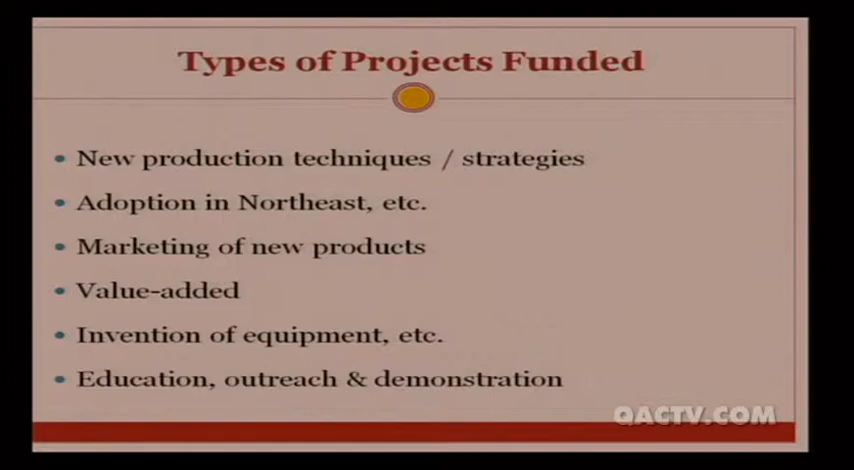 Types of Projects Funded
• New production techniques / strategies
• Adoption in Northeast, etc.
• Marketing of new products
• Value-added
• Invention of equipment, etc.
• Education, outreach & demonstration
QACTV.COM